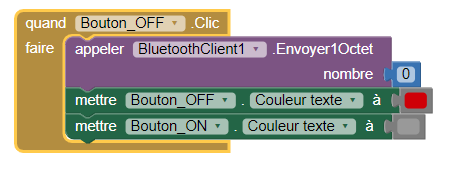 quand Bouton_OFF .Clic
faire appeler BluetoothClient1 .Envoyer1Octet
nombre 0
mettre Bouton_OFF . Couleur texte à
mettre Bouton_ON . Couleur texte à